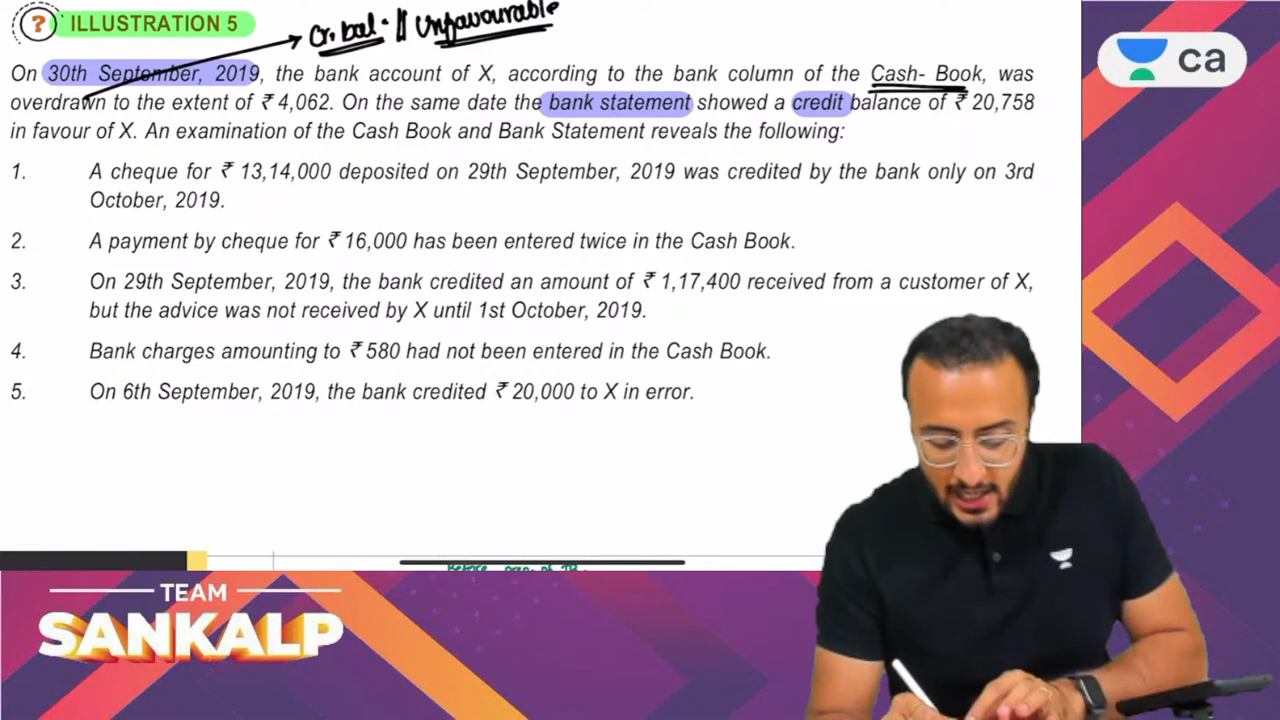 ? ILLUSTRATION 5
Cr. bal. Unfavourable
On 30th September, 2019, the bank account of X, according to the bank column of the Cash- Book, was
overdrawn to the extent of ₹ 4,062. On the same date the bank statement showed a credit balance of ₹ 20,758
in favour of X. An examination of the Cash Book and Bank Statement reveals the following:
1. A cheque for ₹ 13,14,000 deposited on 29th September, 2019 was credited by the bank only on 3rd
October, 2019.
2. A payment by cheque for ₹ 16,000 has been entered twice in the Cash Book.
3. On 29th September, 2019, the bank credited an amount of ₹ 1,17,400 received from a customer of X,
but the advice was not received by X until 1st October, 2019.
4. Bank charges amounting to ₹ 580 had not been entered in the Cash Book.
5. On 6th September, 2019, the bank credited ₹ 20,000 to X in error.
ca
TEAM
SANKALP